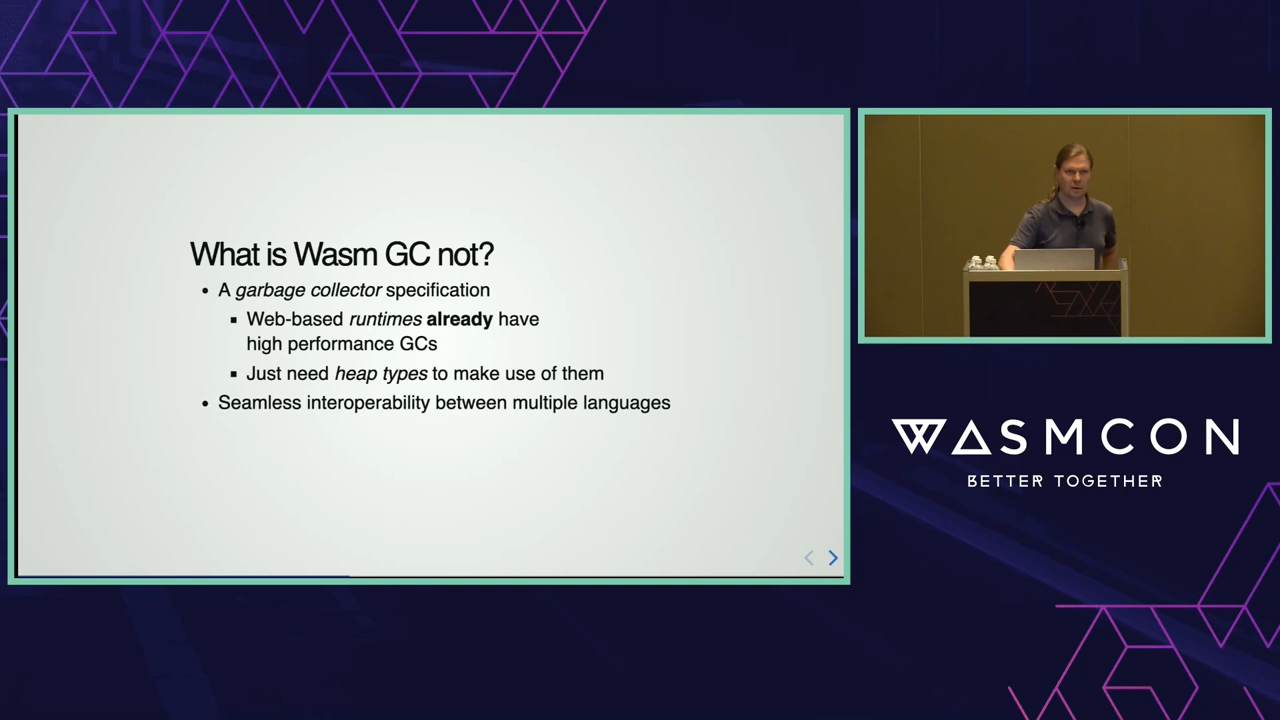 What is Wasm GC not?
• A garbage collector specification
▪ Web-based runtimes already have
high performance GCs
▪ Just need heap types to make use of them
• Seamless interoperability between multiple languages
WASMCON
BETTER TOGETHER